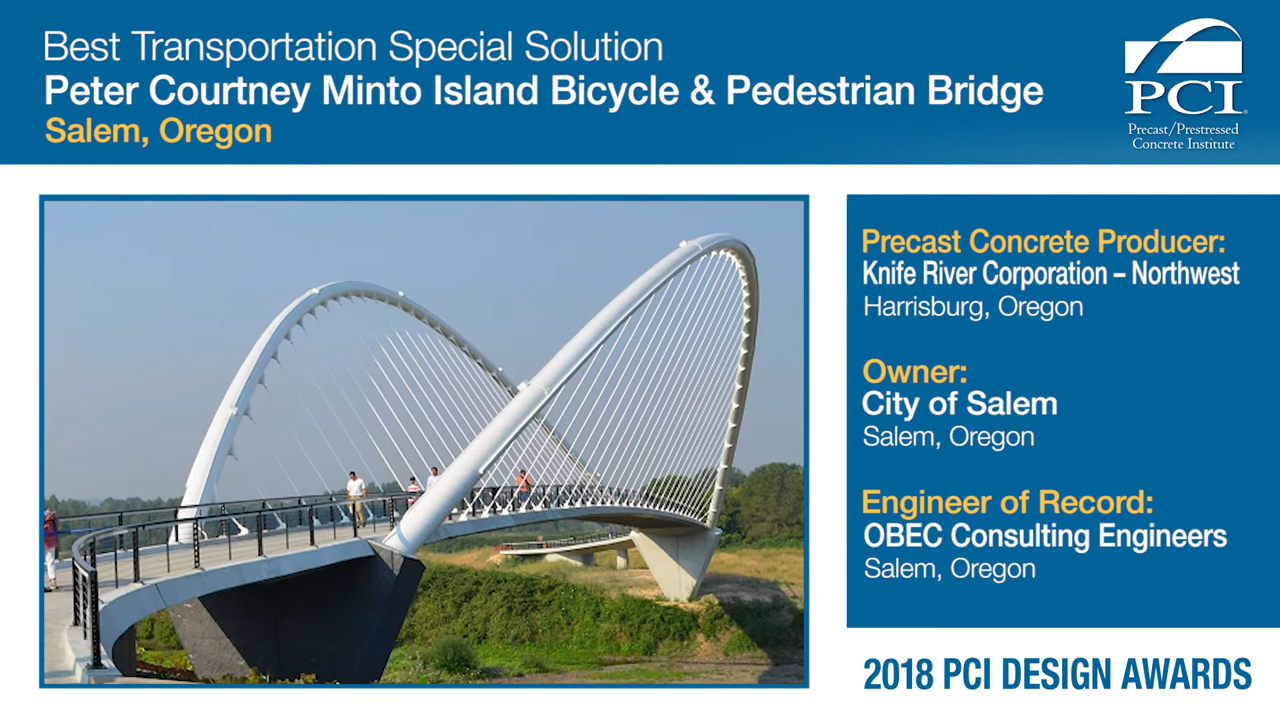 Best Transportation Special Solution
Peter Courtney Minto Island Bicycle & Pedestrian Bridge
Salem, Oregon
PCI®
Precast/Prestressed
Concrete Institute
Precast Concrete Producer:
Knife River Corporation – Northwest
Harrisburg, Oregon
Owner:
City of Salem
Salem, Oregon
Engineer of Record:
OBEC Consulting Engineers
Salem, Oregon
2018 PCI DESIGN AWARDS